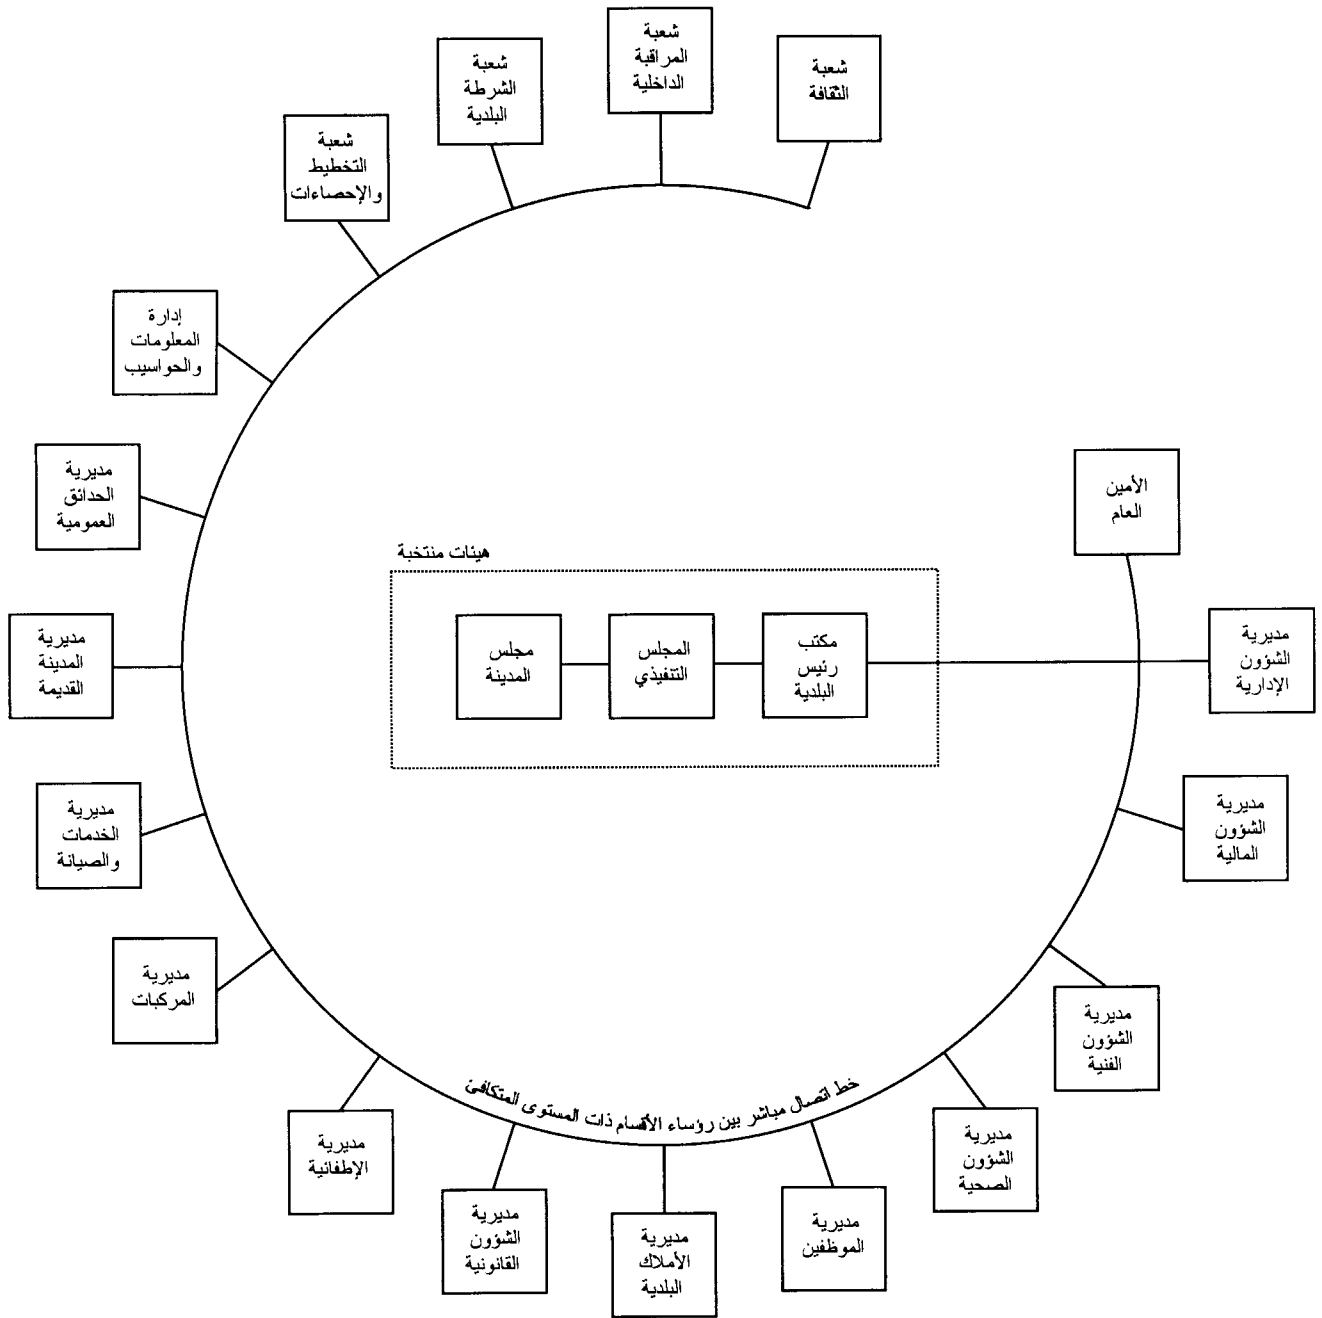 شعبة
المراقبة
الداخلية
شعبة
الثقافة
شعبة
الشرطة
البلدية
شعبة
التخطيط
والإحصاءات
إدارة
المعلومات
والحواسيب
مديرية
الحدائق
العمومية
الأمين
العام
هيئات منتخبة
مديرية
الشؤون
الإدارية
مكتب
رئيس
البلدية
المجلس
التنفيذي
مجلس
المدينة
مديرية
المدينة
القديمة
مديرية
الشؤون
المالية
مديرية
الخدمات
والصيانة
مديرية
المركبات
مديرية
الشؤون
الفنية
خط اتصال مباشر بين رؤساء الأقسام ذات المستوى المتكافئ
مديرية
الشؤون
الصحية
مديرية
الإطفائية
مديرية
الموظفين
مديرية
الشؤون
القانونية
مديرية
الأملاك
البلدية